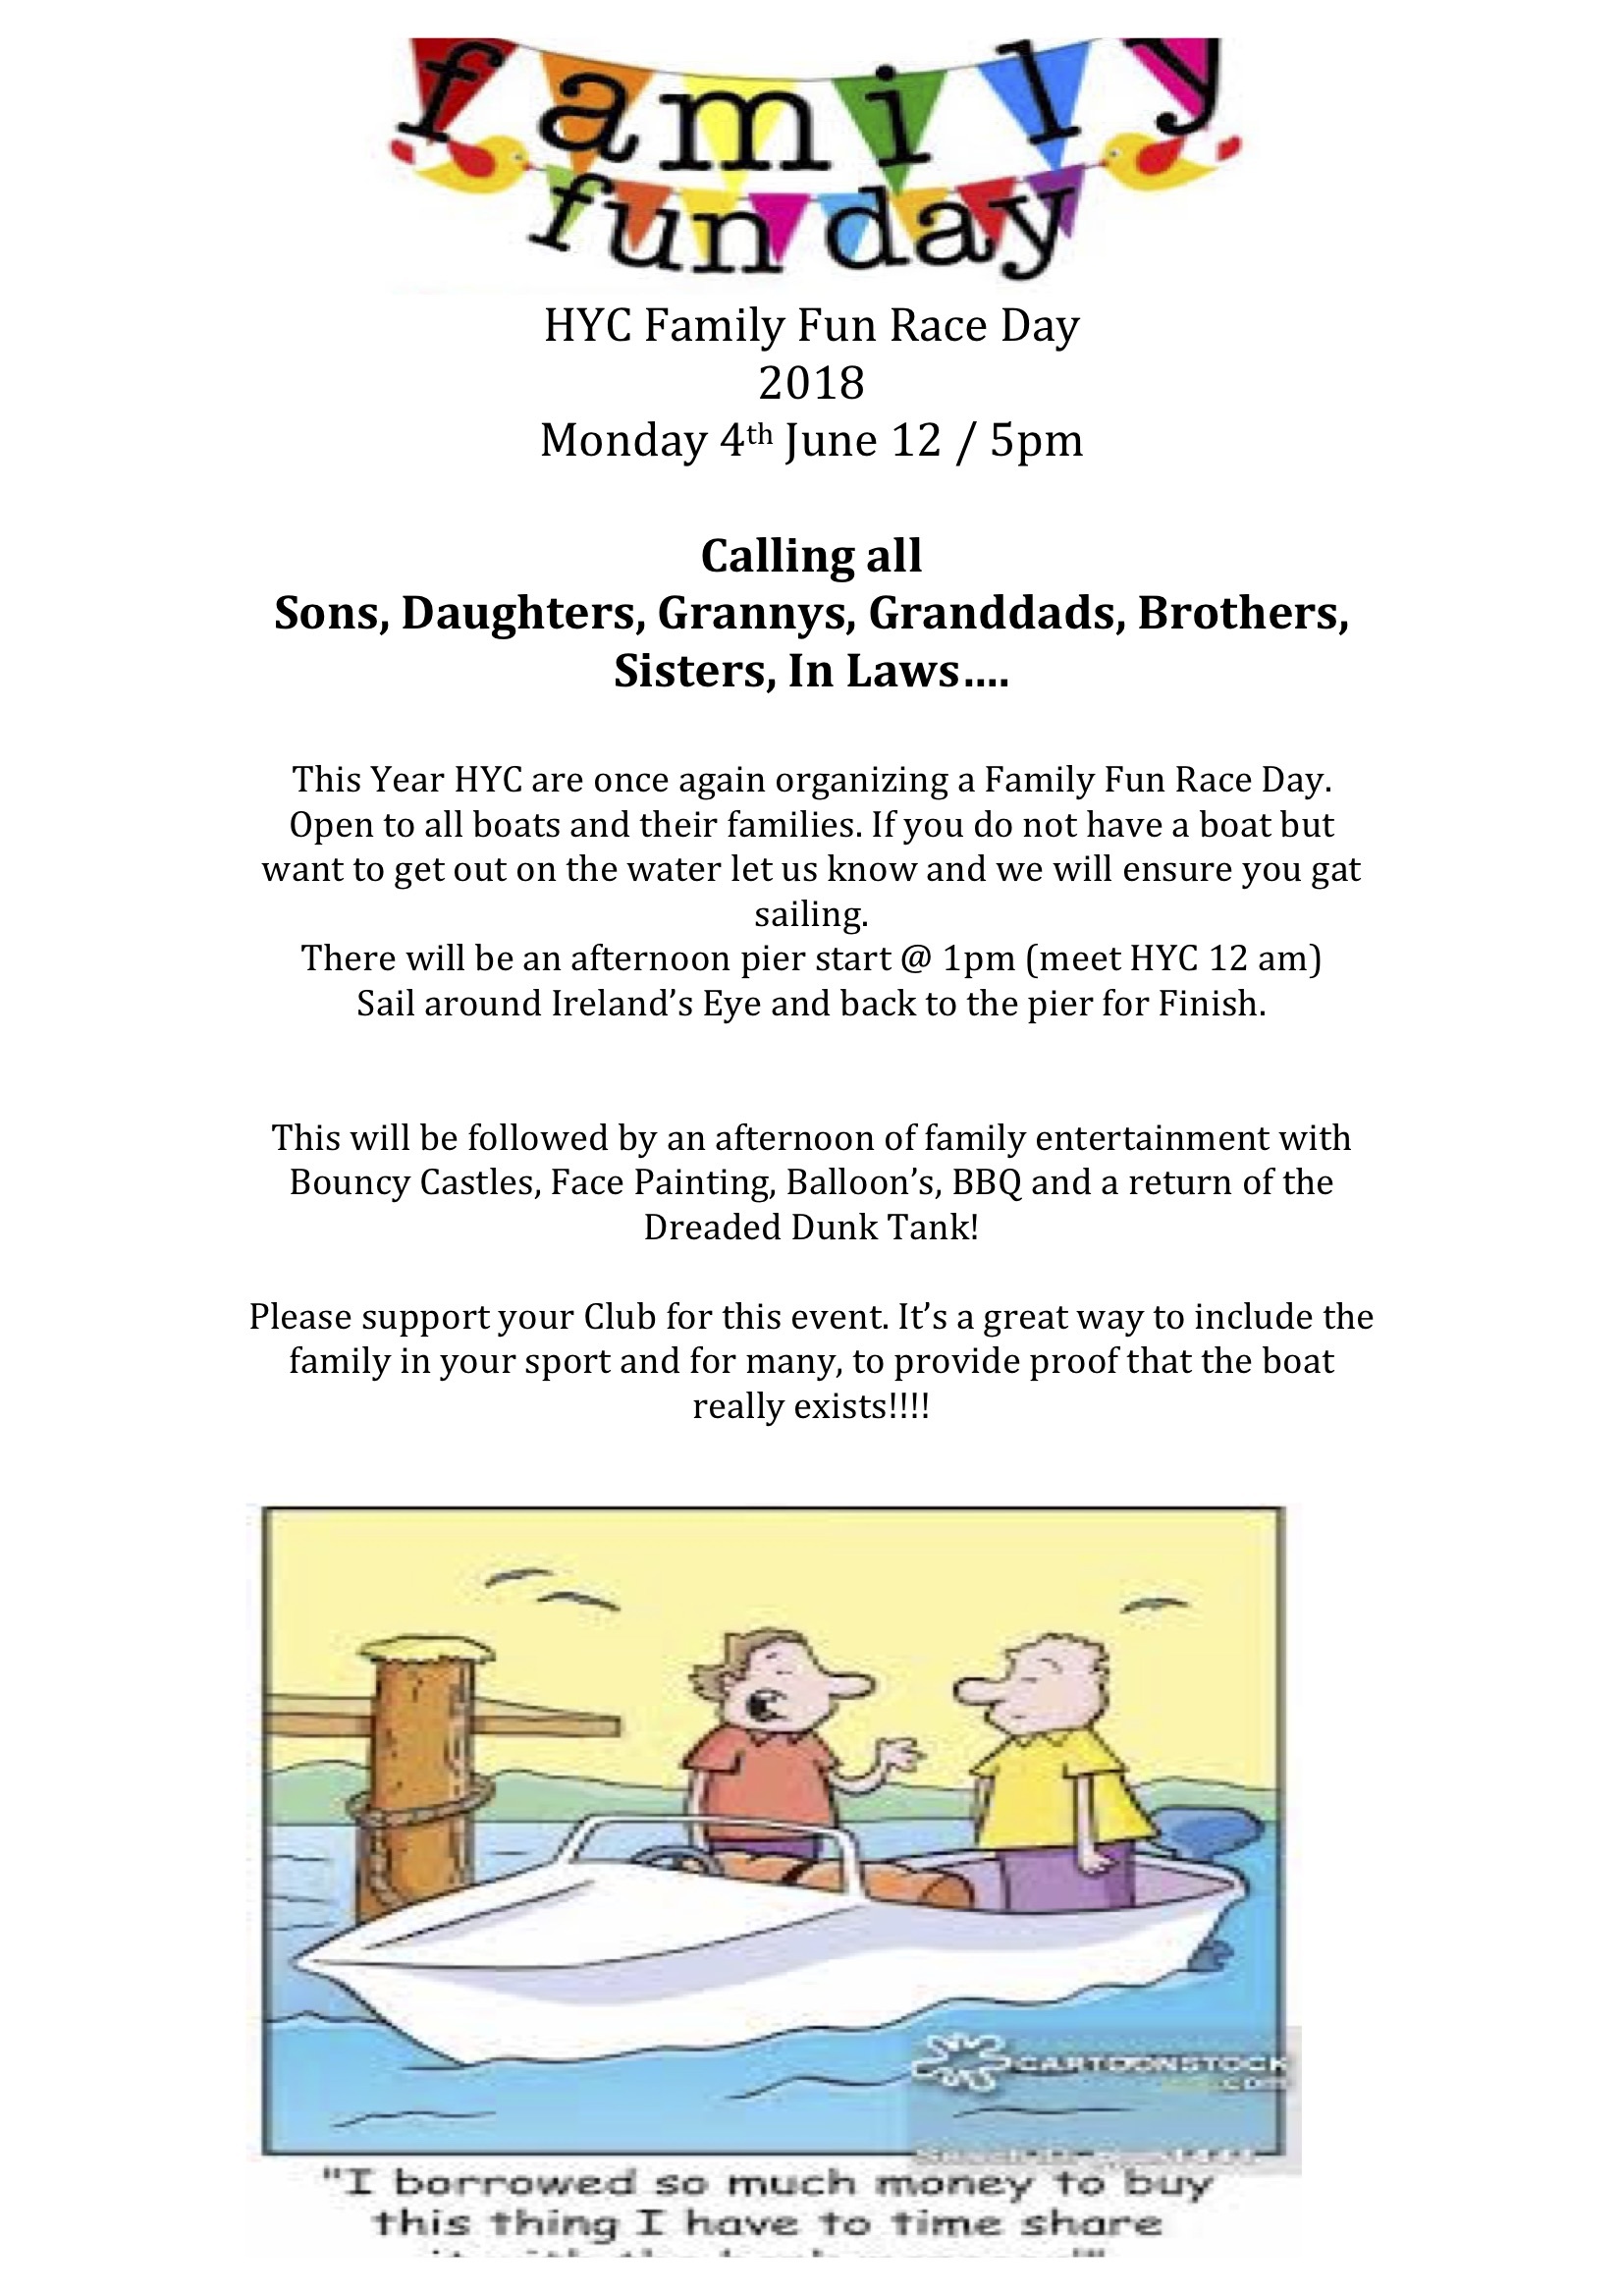 family
fun day
HYC Family Fun Race Day
2018
Monday 4th June 12 / 5pm
Calling all
Sons, Daughters, Grannys, Granddads, Brothers,
Sisters, In Laws....
This Year HYC are once again organizing a Family Fun Race Day.
Open to all boats and their families. If you do not have a boat but
want to get out on the water let us know and we will ensure you gat
sailing.
There will be an afternoon pier start @ 1pm (meet HYC 12 am)
Sail around Ireland’s Eye and back to the pier for Finish.
This will be followed by an afternoon of family entertainment with
Bouncy Castles, Face Painting, Balloon’s, BBQ and a return of the
Dreaded Dunk Tank!
Please support your Club for this event. It’s a great way to include the
family in your sport and for many, to provide proof that the boat
really exists!!!!
CARTOONSTOCK
.COM
"I borrowed so much money to buy
this thing I have to time share